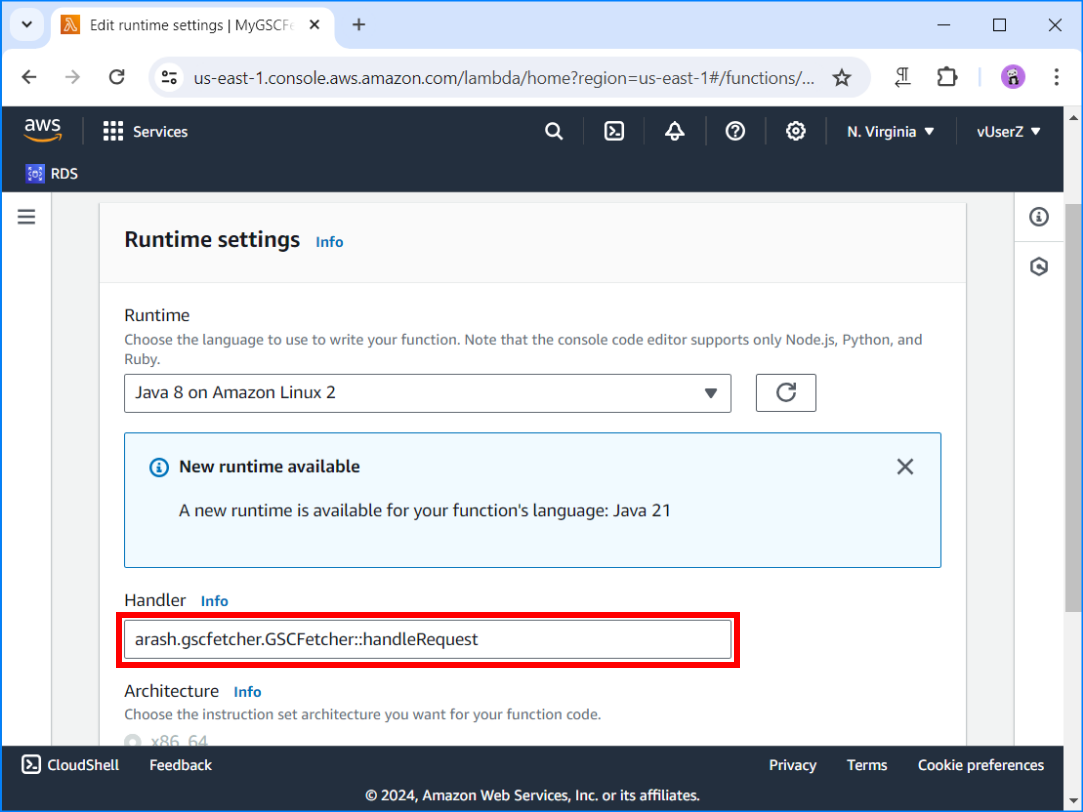 Edit runtime settings | MyGSCFe
us-east-1.console.aws.amazon.com/lambda/home?region=us-east-1#/functions/...
aws
Services
N. Virginia
vUserZ
RDS
Runtime settings Info
Runtime
Choose the language to use to write your function. Note that the console code editor supports only Node.js, Python, and
Ruby.
Java 8 on Amazon Linux 2
New runtime available
A new runtime is available for your function's language: Java 21
Handler Info
arash.gscfetcher.GSCFetcher::handleRequest
Architecture Info
Choose the instruction set architecture you want for your function code.
x86_64
CloudShell Feedback Privacy Terms Cookie preferences
© 2024, Amazon Web Services, Inc. or its affiliates.